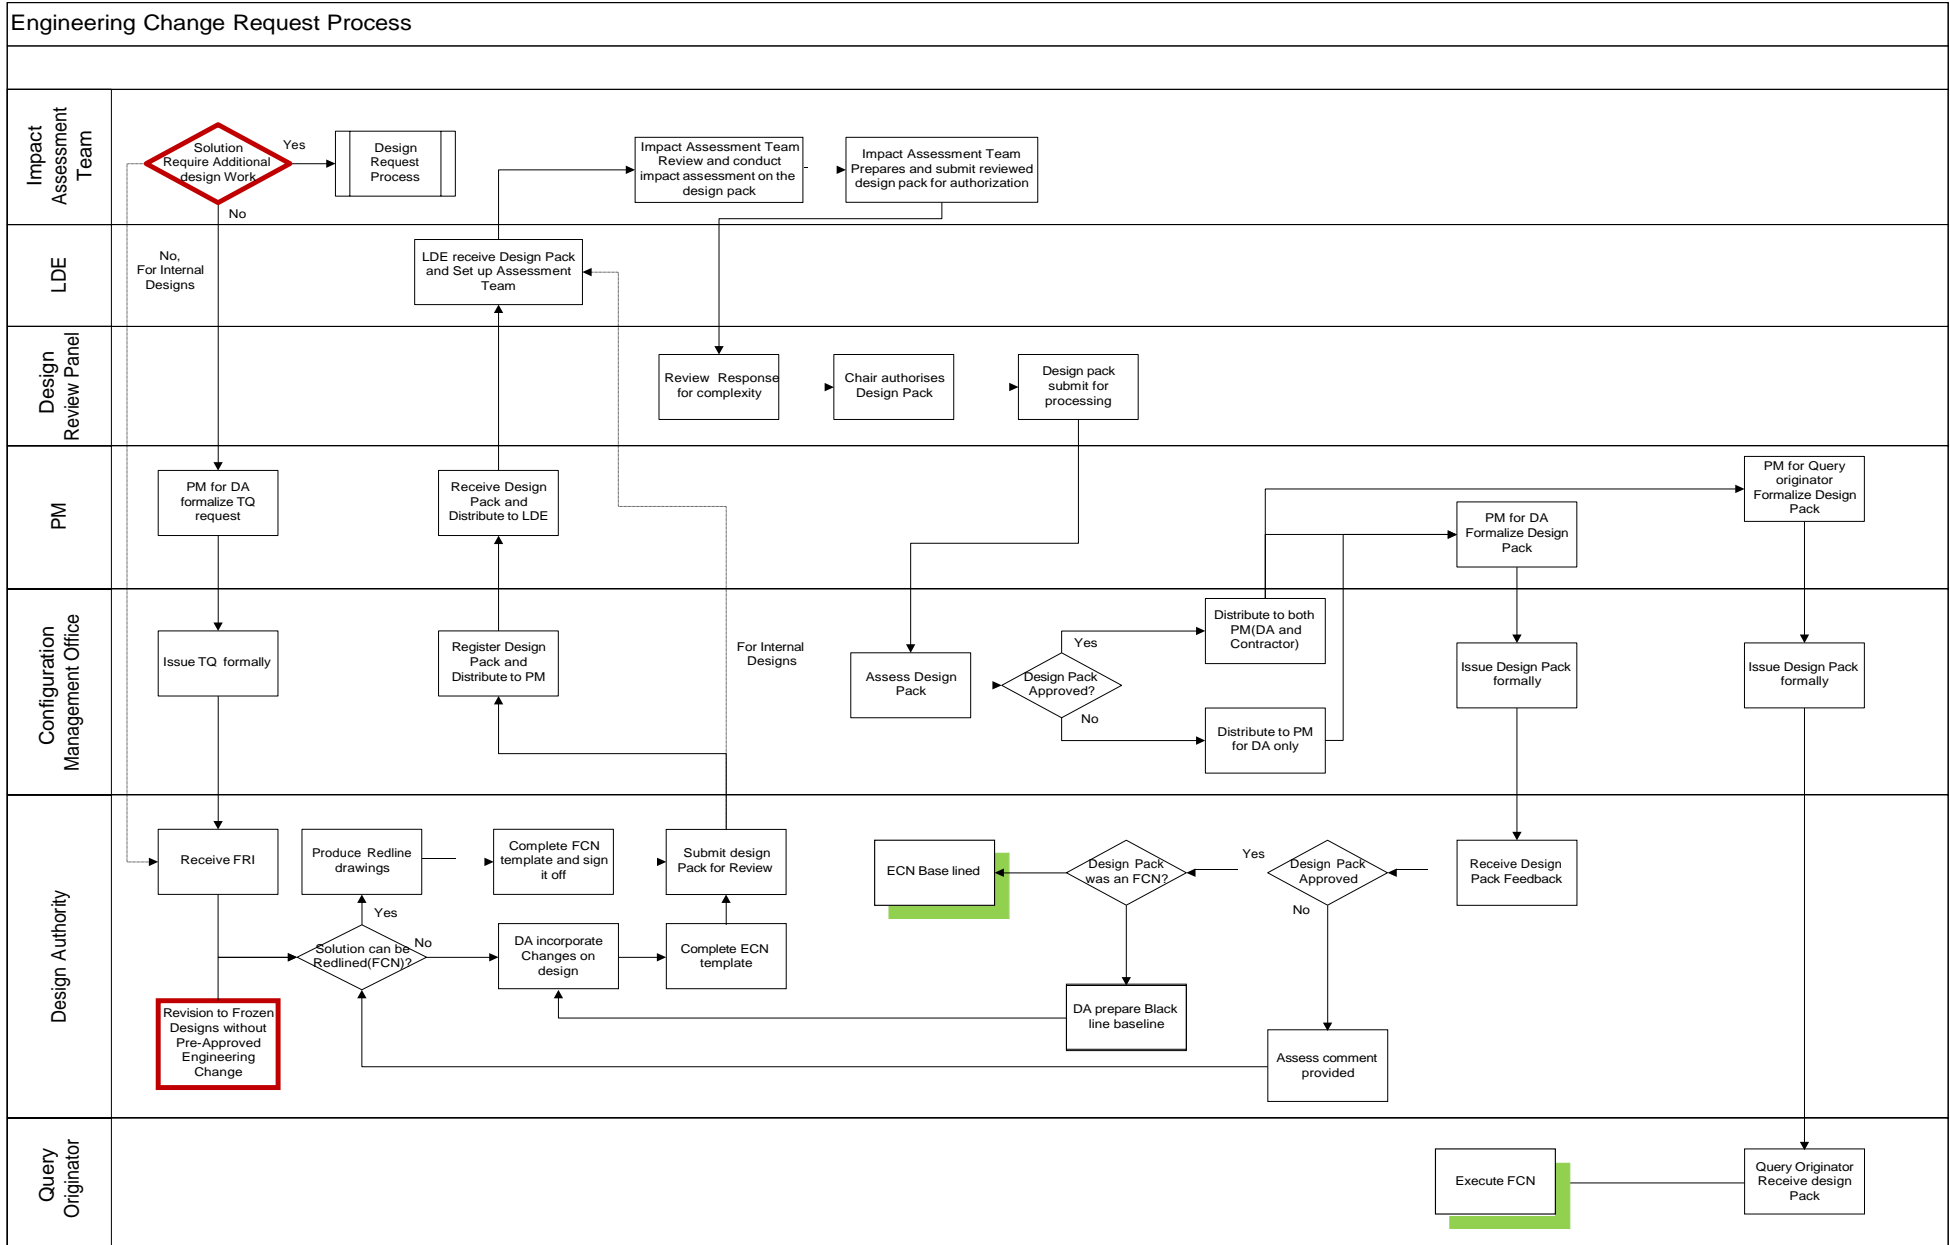 Engineering Change Request Process
Impact
Assessment
Team
Solution
Require Additional
design Work
Yes
No
Design
Request
Process
Impact Assessment Team
Review and conduct
impact assessment on the
design pack
Impact Assessment Team
Prepares and submit reviewed
design pack for authorization
LDE
No,
For Internal
Designs
LDE receive Design Pack
and Set up Assessment
Team
Design
Review Panel
Review Response
for complexity
Chair authorises
Design Pack
Design pack
submit for
processing
PM
PM for DA
formalize TQ
request
Receive Design
Pack and
Distribute to LDE
PM for DA
Formalize Design
Pack
PM for Query
originator
Formalize Design
Pack
Configuration
Management Office
Issue TQ formally
Register Design
Pack and
Distribute to PM
For Internal
Designs
Assess Design
Pack
Design Pack
Approved?
Yes
No
Distribute to both
PM(DA and
Contractor)
Distribute to PM
for DA only
Issue Design Pack
formally
Issue Design Pack
formally
Design Authority
Receive FRI
Produce Redline
drawings
Complete FCN
template and sign
it off
Submit design
Pack for Review
ECN Base lined
Design Pack
was an FCN?
Yes
Design Pack
Approved
No
Receive Design
Pack Feedback
Yes
Solution can be
Redlined(FCN)?
No
DA incorporate
Changes on
design
Complete ECN
template
Revision to Frozen
Designs without
Pre-Approved
Engineering
Change
DA prepare Black
line baseline
Assess comment
provided
Query
Originator
Execute FCN
Query Originator
Receive design
Pack